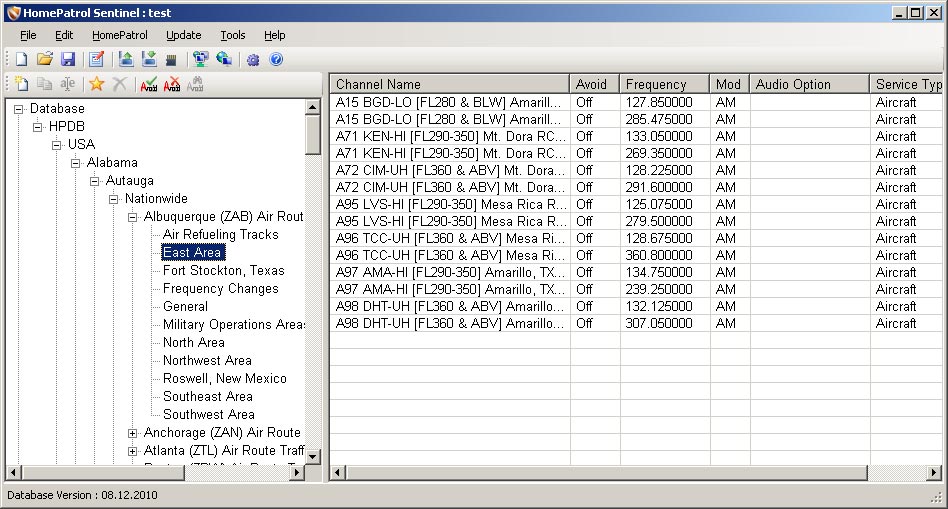 HomePatrol Sentinel : test
File Edit HomePatrol Update Tools Help
Database
HPDB
USA
Alabama
Autauga
Nationwide
Albuquerque (ZAB) Air Rout
Air Refueling Tracks
East Area
Fort Stockton, Texas
Frequency Changes
General
Military Operations Areas
North Area
Northwest Area
Roswell, New Mexico
Southeast Area
Southwest Area
Anchorage (ZAN) Air Route
Atlanta (ZTL) Air Route Traff
Channel Name Avoid Frequency Mod Audio Option Service Typ
A15 BGD-LO [FL280 & BLW] Amarill... Off 127.850000 AM Aircraft
A15 BGD-LO [FL280 & BLW] Amarill... Off 285.475000 AM Aircraft
A71 KEN-HI [FL290-350] Mt. Dora RC... Off 133.050000 AM Aircraft
A71 KEN-HI [FL290-350] Mt. Dora RC... Off 269.350000 AM Aircraft
A72 CIM-UH [FL360 & ABV] Mt. Dora... Off 128.225000 AM Aircraft
A72 CIM-UH [FL360 & ABV] Mt. Dora... Off 291.600000 AM Aircraft
A95 LVS-HI [FL290-350] Mesa Rica R... Off 125.075000 AM Aircraft
A95 LVS-HI [FL290-350] Mesa Rica R... Off 279.500000 AM Aircraft
A96 TCC-UH [FL360 & ABV] Mesa Ri... Off 128.675000 AM Aircraft
A96 TCC-UH [FL360 & ABV] Mesa Ri... Off 360.800000 AM Aircraft
A97 AMA-HI [FL290-350] Amarillo, TX... Off 134.750000 AM Aircraft
A97 AMA-HI [FL290-350] Amarillo, TX... Off 239.250000 AM Aircraft
A98 DHT-UH [FL360 & ABV] Amarillo... Off 132.125000 AM Aircraft
A98 DHT-UH [FL360 & ABV] Amarillo... Off 307.050000 AM Aircraft
Database Version : 08.12.2010